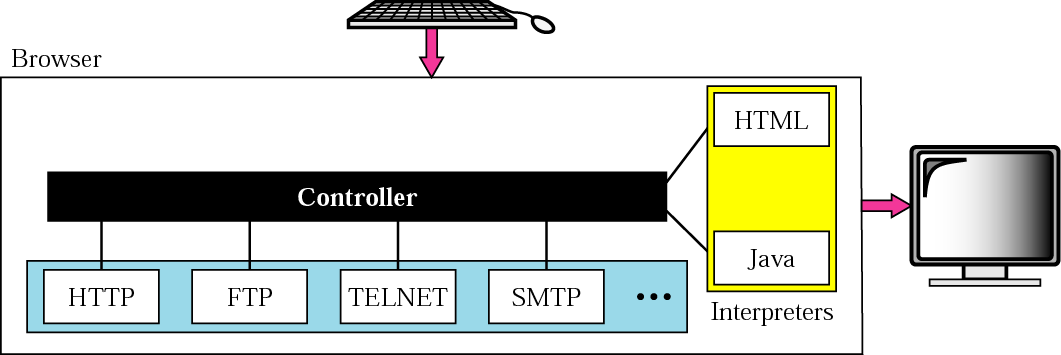 Browser
HTML
Controller
Java
HTTP
FTP
TELNET
SMTP
...
Interpreters